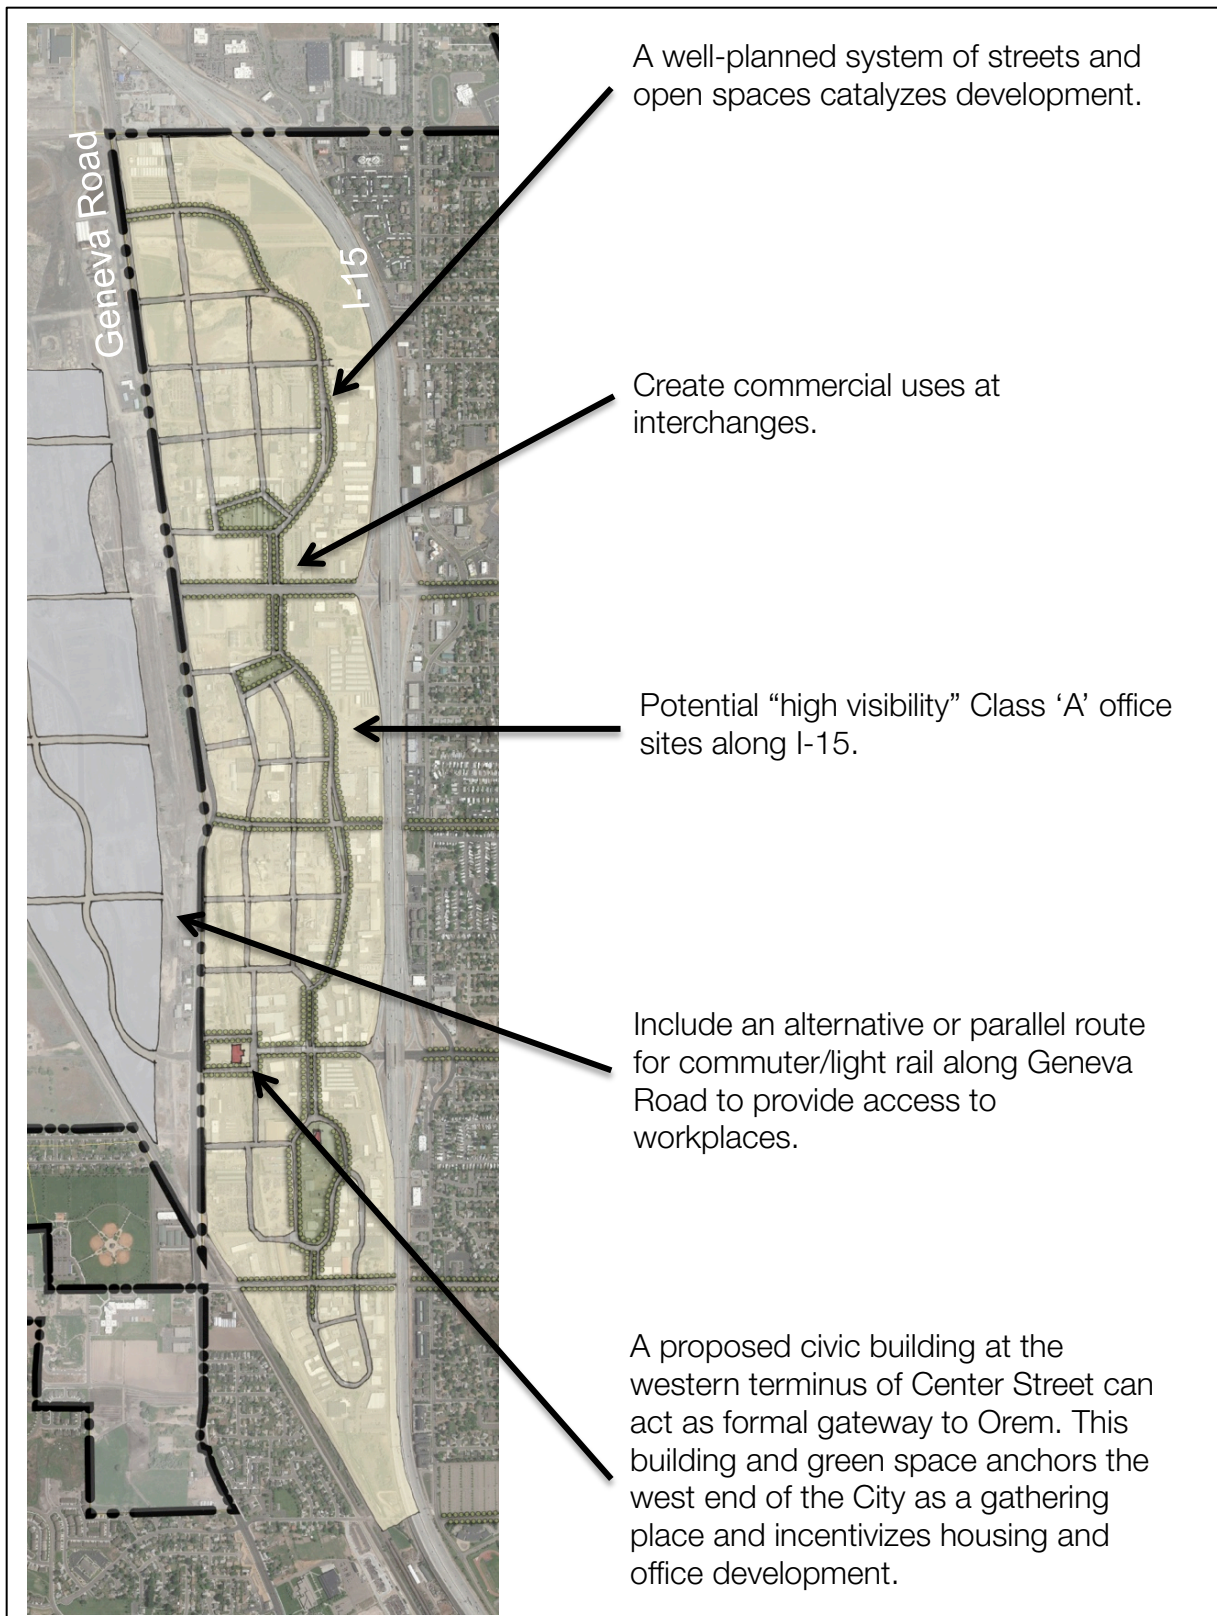 A well-planned system of streets and
open spaces catalyzes development.
Geneva Road
I-15
Create commercial uses at
interchanges.
Potential “high visibility” Class ‘A’ office
sites along I-15.
Include an alternative or parallel route
for commuter/light rail along Geneva
Road to provide access to
workplaces.
A proposed civic building at the
western terminus of Center Street can
act as formal gateway to Orem. This
building and green space anchors the
west end of the City as a gathering
place and incentivizes housing and
office development.